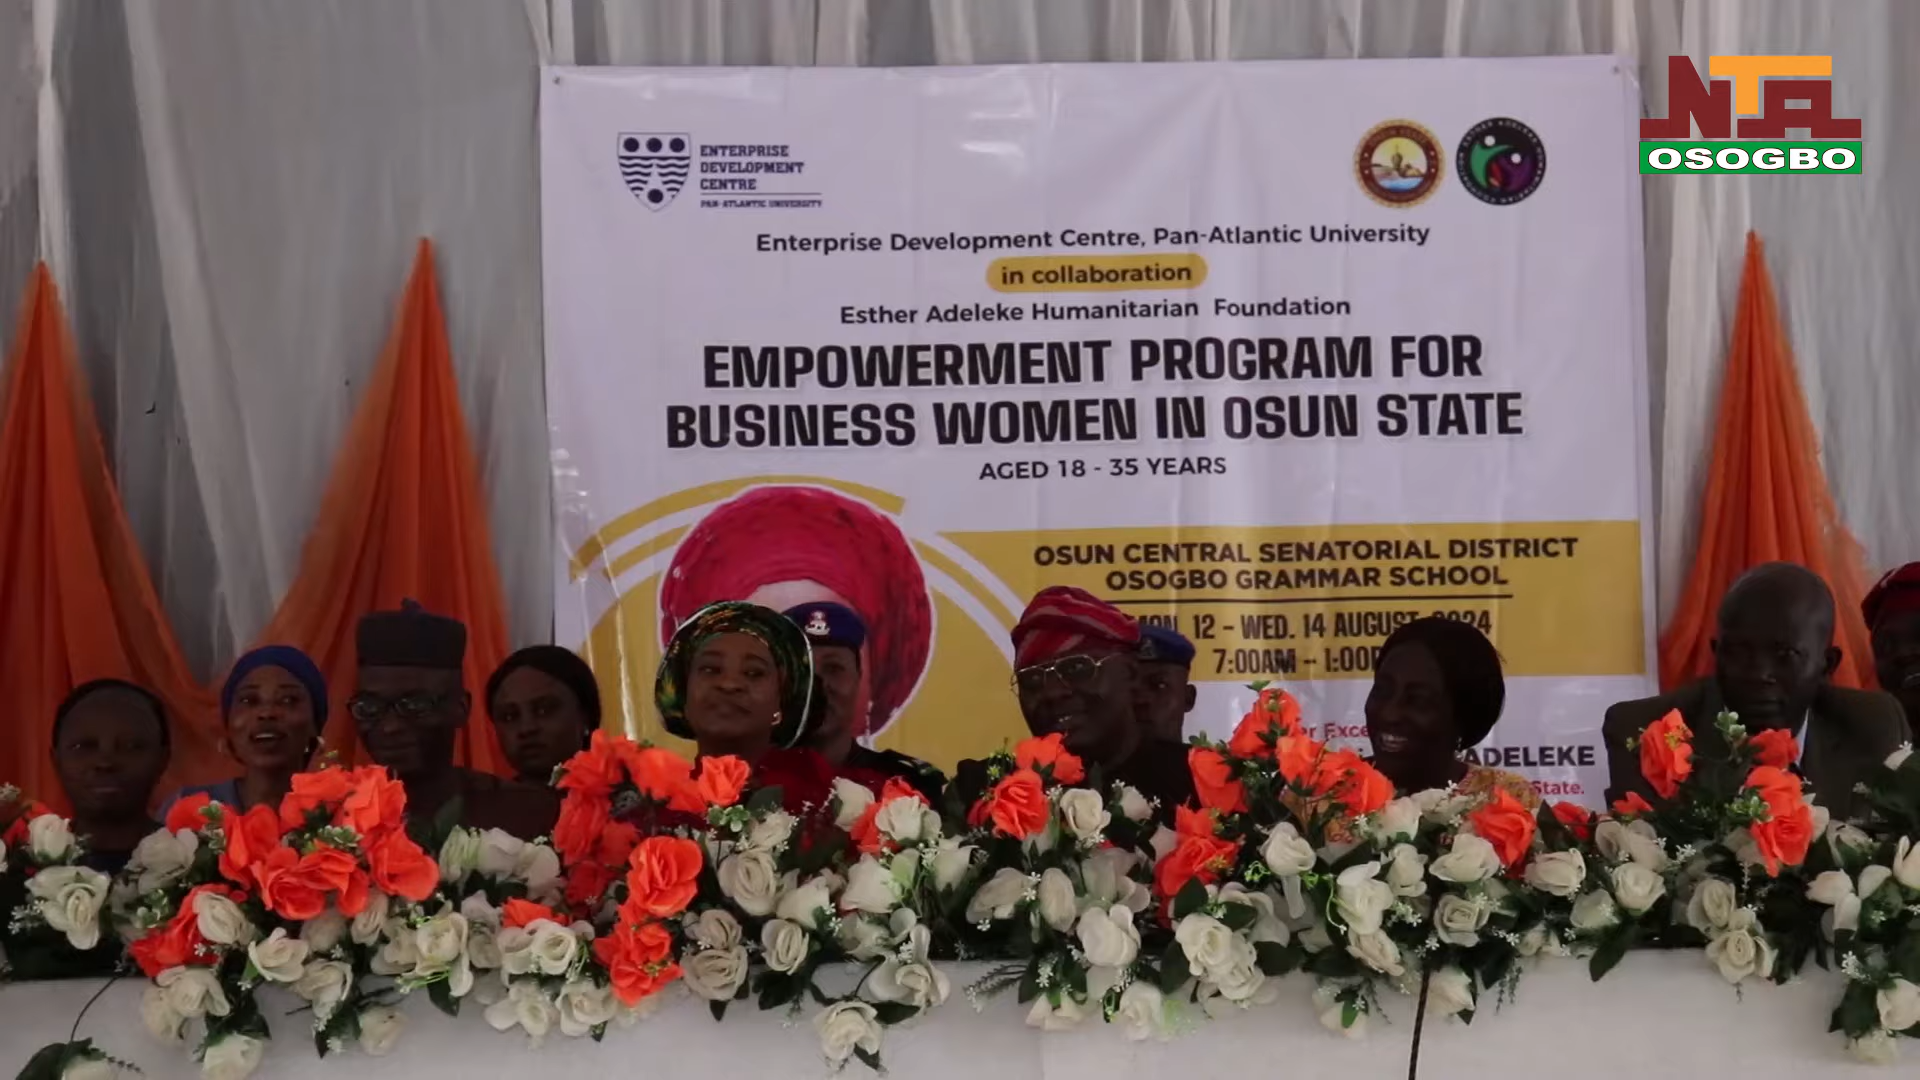 NTA
OSOGBO
ENTERPRISE
DEVELOPMENT
CENTRE
PAN-ATLANTIC UNIVERSITY
Enterprise Development Centre, Pan-Atlantic University
in collaboration
Esther Adeleke Humanitarian Foundation
EMPOWERMENT PROGRAM FOR
BUSINESS WOMEN IN OSUN STATE
AGED 18 - 35 YEARS
OSUN CENTRAL SENATORIAL DISTRICT
OSOGBO GRAMMAR SCHOOL
12 - WED. 14 AUGUST
7:00AM - 1:00P
ADELEKE
State.